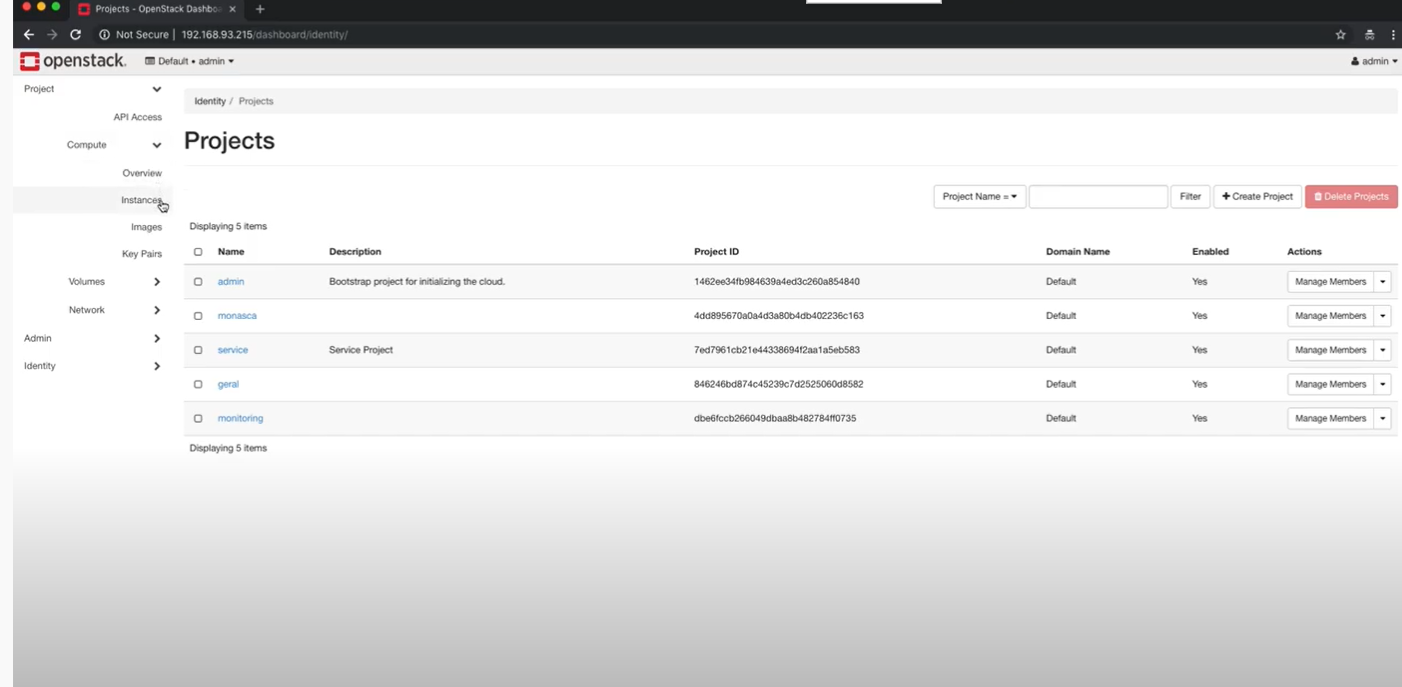 Projects - OpenStack Dashbo
Not Secure | 192.168.93.215/dashboard/identity/
openstack. Default • admin admin
Project
API Access
Compute
Overview
Instances
Images
Key Pairs
Volumes
Network
Admin
Identity
Identity / Projects
Projects
Project Name = Filter + Create Project Delete Projects
Displaying 5 items
Name Description Project ID Domain Name Enabled Actions
admin Bootstrap project for initializing the cloud. 1462ee34fb984639a4ed3c260a854840 Default Yes Manage Members
monasca 4dd895670a0a4d3a80b4db402236c163 Default Yes Manage Members
service Service Project 7ed7961cb21e44338694f2aa1a5eb583 Default Yes Manage Members
geral 846246bd874c45239c7d2525060d8582 Default Yes Manage Members
monitoring dbe6fccb266049dbaa8b482784ff0735 Default Yes Manage Members
Displaying 5 items